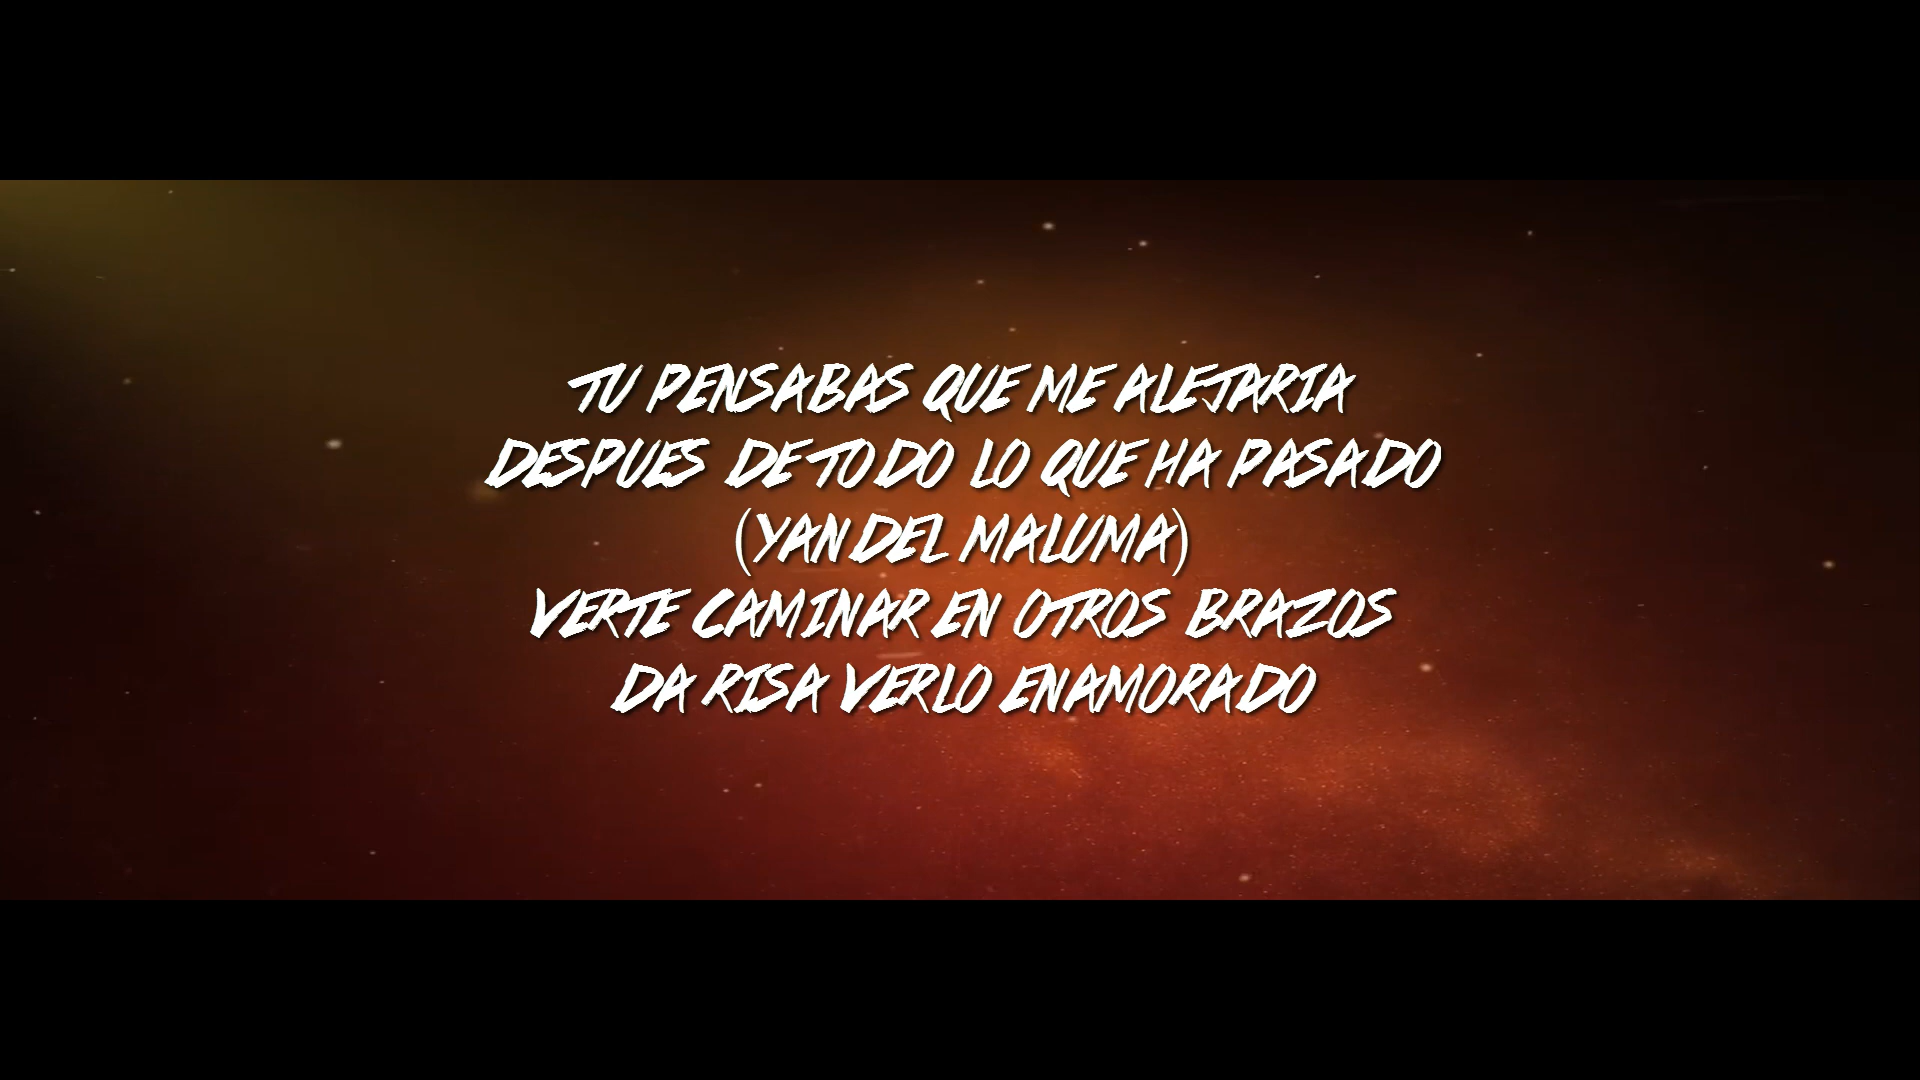 TU PENSABAS QUE ME ALEJARIA
DESPUES DE TODO LO QUE HA PASADO
(YANDEL MALUMA)
VERTE CAMINAR EN OTROS BRAZOS
DA RISA VERLO ENAMORADO